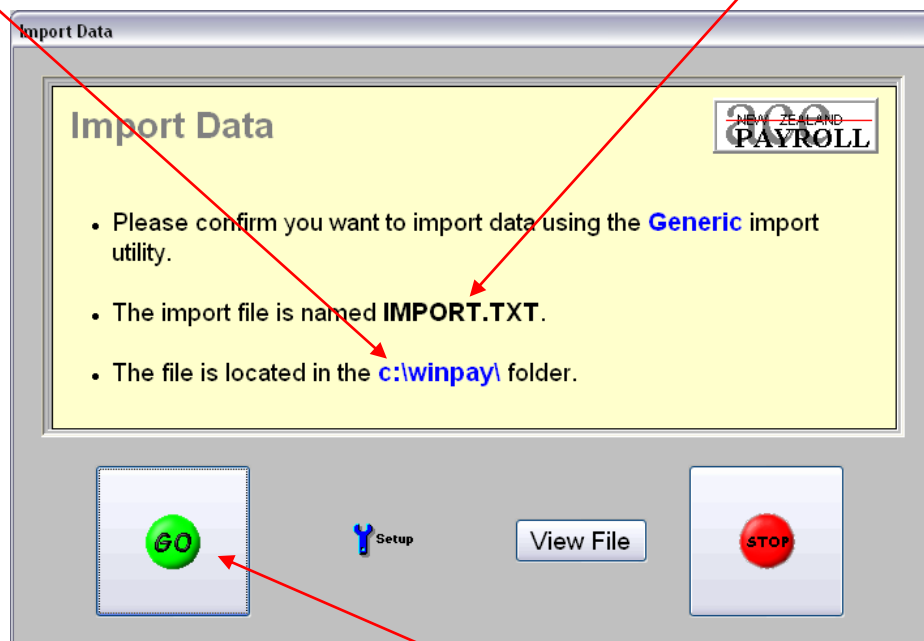 Import Data
Import Data
ace
NEW ZEALAND
PAYROLL
• Please confirm you want to import data using the Generic import
utility.
• The import file is named IMPORT.TXT.
• The file is located in the c:\winpay\ folder.
GO
Setup
View File
STOP